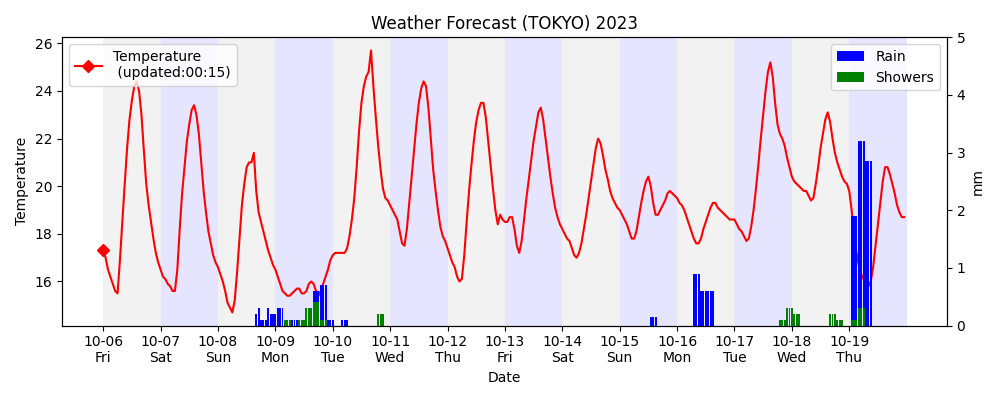 Weather Forecast (TOKYO) 2023
Temperature
(updated:00:15)
Rain
Showers
26
24
22
20
18
16
Temperature
5
4
3
2
1
0
mm
10-06 10-07 10-08 10-09 10-10 10-11 10-12 10-13 10-14 10-15 10-16 10-17 10-18 10-19
Fri Sat Sun Mon Tue Wed Thu Fri Sat Sun Mon Tue Wed Thu
Date